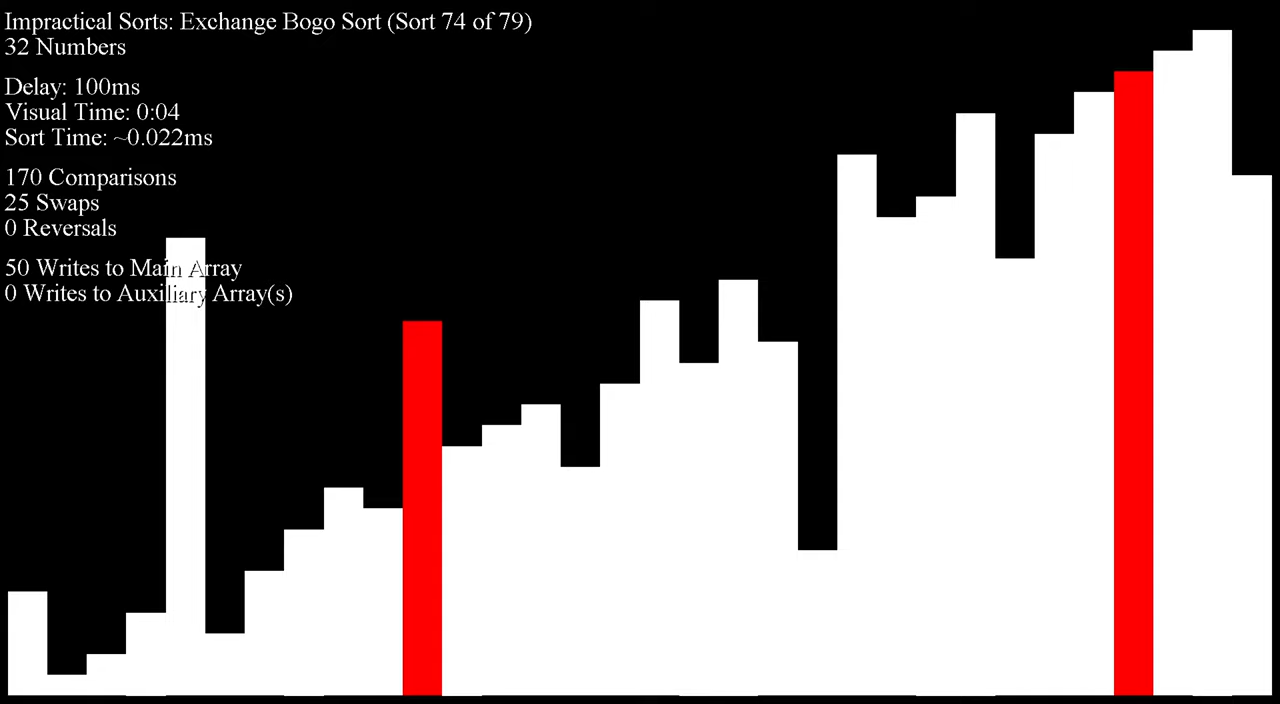 Impractical Sorts: Exchange Bogo Sort (Sort 74 of 79)
32 Numbers
Delay: 100ms
Visual Time: 0:04
Sort Time: ~0.022ms
170 Comparisons
25 Swaps
0 Reversals
50 Writes to Main Array
0 Writes to Auxiliary Array(s)